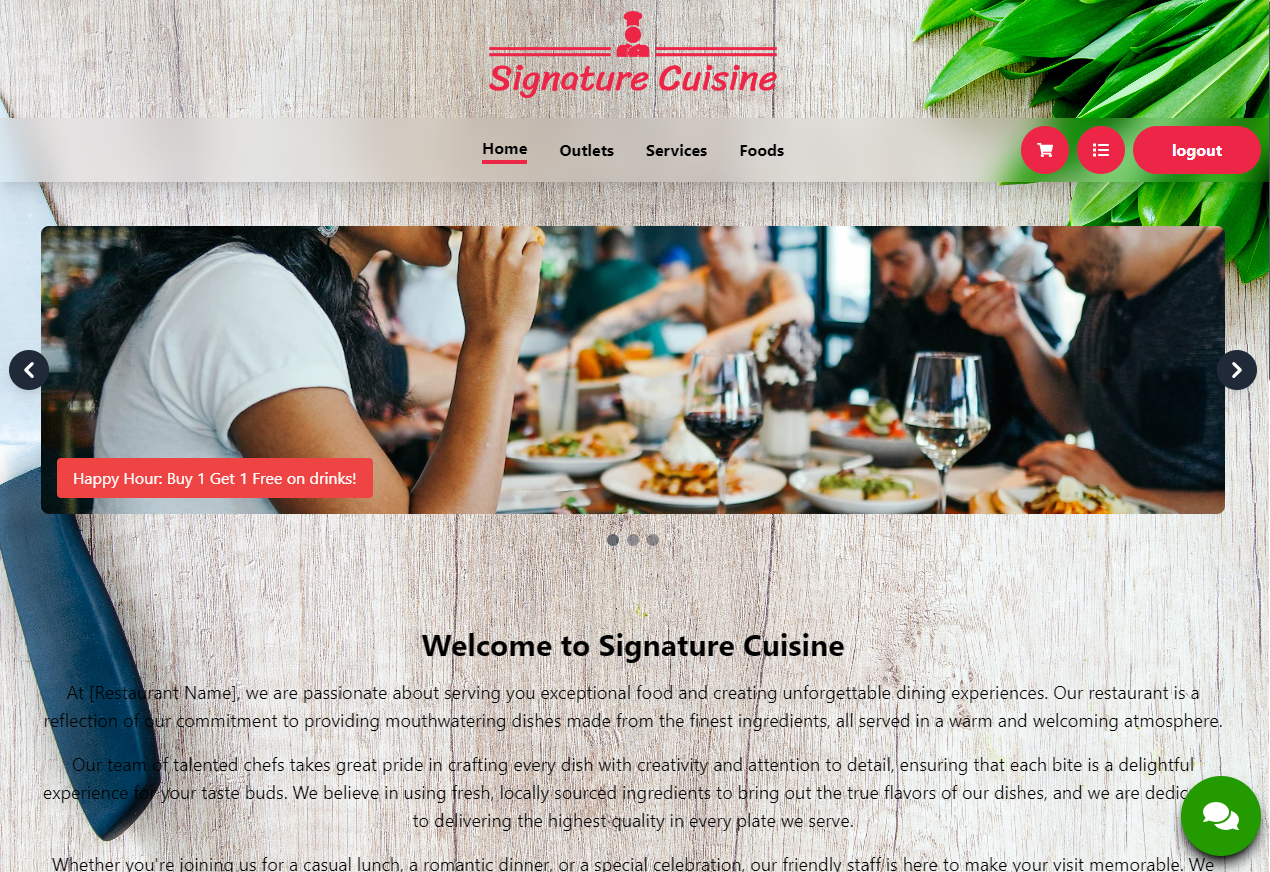 Signature Cuisine
Home Outlets Services Foods logout
Happy Hour: Buy 1 Get 1 Free on drinks!
Welcome to Signature Cuisine
At [Restaurant Name], we are passionate about serving you exceptional food and creating unforgettable dining experiences. Our restaurant is a
reflection of our commitment to providing mouthwatering dishes made from the finest ingredients, all served in a warm and welcoming atmosphere.
Our team of talented chefs takes great pride in crafting every dish with creativity and attention to detail, ensuring that each bite is a delightful
experience for your taste buds. We believe in using fresh, locally sourced ingredients to bring out the true flavors of our dishes, and we are
to delivering the highest quality in every plate we serve.
Whether you're joining us for a casual lunch, a romantic dinner, or a special celebration, our friendly staff is here to make your visit memorable. We